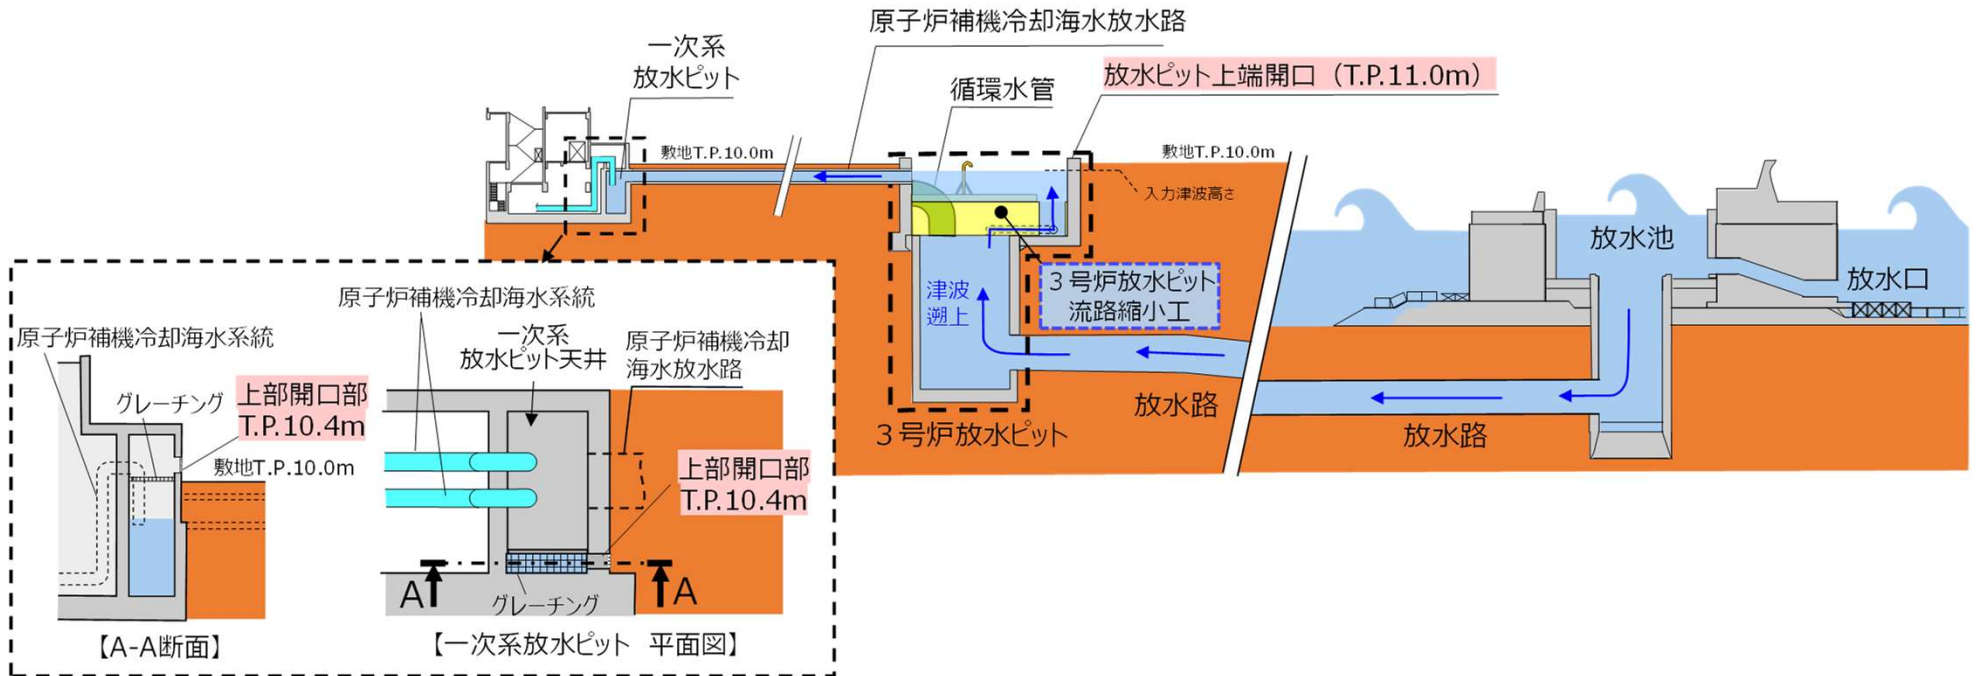 原子炉補機冷却海水放水路
一次系
放水ピット
循環水管
放水ピット上端開口（T.P.11.0m）
敷地T.P.10.0m
敷地T.P.10.0m
入力津波高さ
放水池
放水口
3号炉放水ピット
流路縮小工
津波
遡上
放水路
放水路
3号炉放水ピット
原子炉補機冷却海水系統
原子炉補機冷却海水系統
一次系
放水ピット天井
原子炉補機冷却
海水放水路
グレーチング
上部開口部
T.P.10.4m
敷地T.P.10.0m
上部開口部
T.P.10.4m
A
A
グレーチング
【A-A断面】
【一次系放水ピット　平面図】